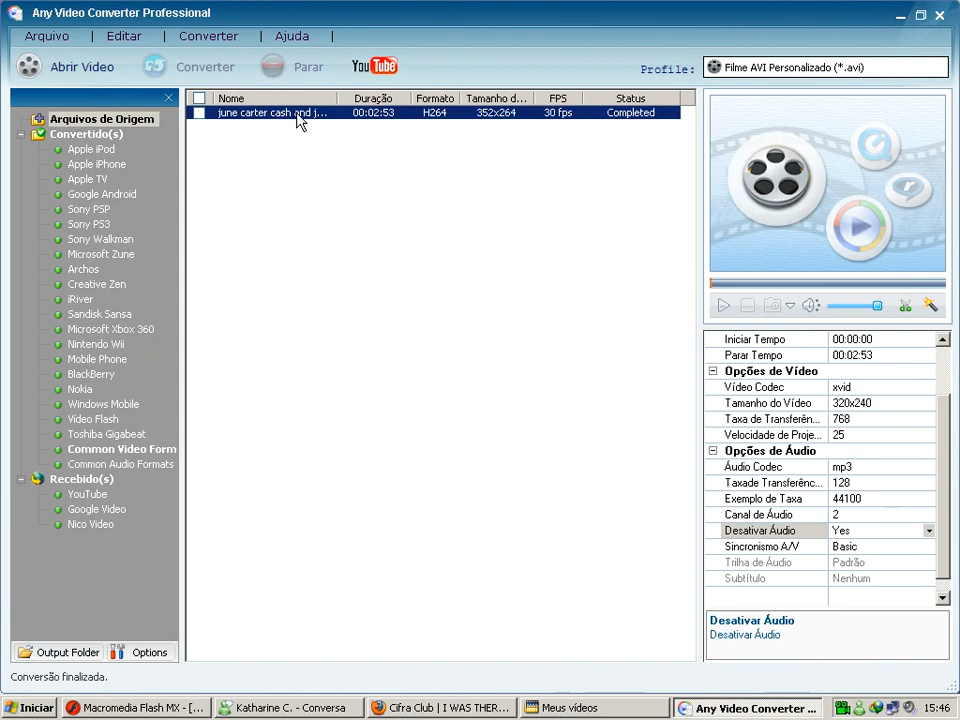 Any Video Converter Professional
Arquivo | Editar | Converter | Ajuda |
Abrir Video Converter Parar YouTube Profile: Filme AVI Personalizado (*.avi)
Nome Duração Formato Tamanho d... FPS Status
june carter cash and j... 00:02:53 H264 352x264 30 fps Completed
Arquivos de Origem
Convertido(s)
Apple iPod
Apple iPhone
Apple TV
Google Android
Sony PSP
Sony PS3
Sony Walkman
Microsoft Zune
Archos
Creative Zen
iRiver
Sandisk Sansa
Microsoft Xbox 360
Nintendo Wii
Mobile Phone
BlackBerry
Nokia
Windows Mobile
Vídeo Flash
Toshiba Gigabeat
Common Video Form
Common Audio Formats
Recebido(s)
YouTube
Google Video
Nico Video
Output Folder Options
Iniciar Tempo 00:00:00
Parar Tempo 00:02:53
Opções de Vídeo
Vídeo Codec xvid
Tamanho do Vídeo 320x240
Taxa de Transferên... 768
Velocidade de Proje... 25
Opções de Áudio
Áudio Codec mp3
Taxade Transferênc... 128
Exemplo de Taxa 44100
Canal de Áudio 2
Desativar Áudio Yes
Sincronismo A/V Basic
Trilha de Áudio Padrão
Subtítulo Nenhum
Desativar Áudio
Desativar Áudio
Conversão finalizada.
Iniciar Macromedia Flash MX - [... Katharine C. - Conversa Cifra Club | I WAS THER... Meus vídeos Any Video Converter ... 15:46